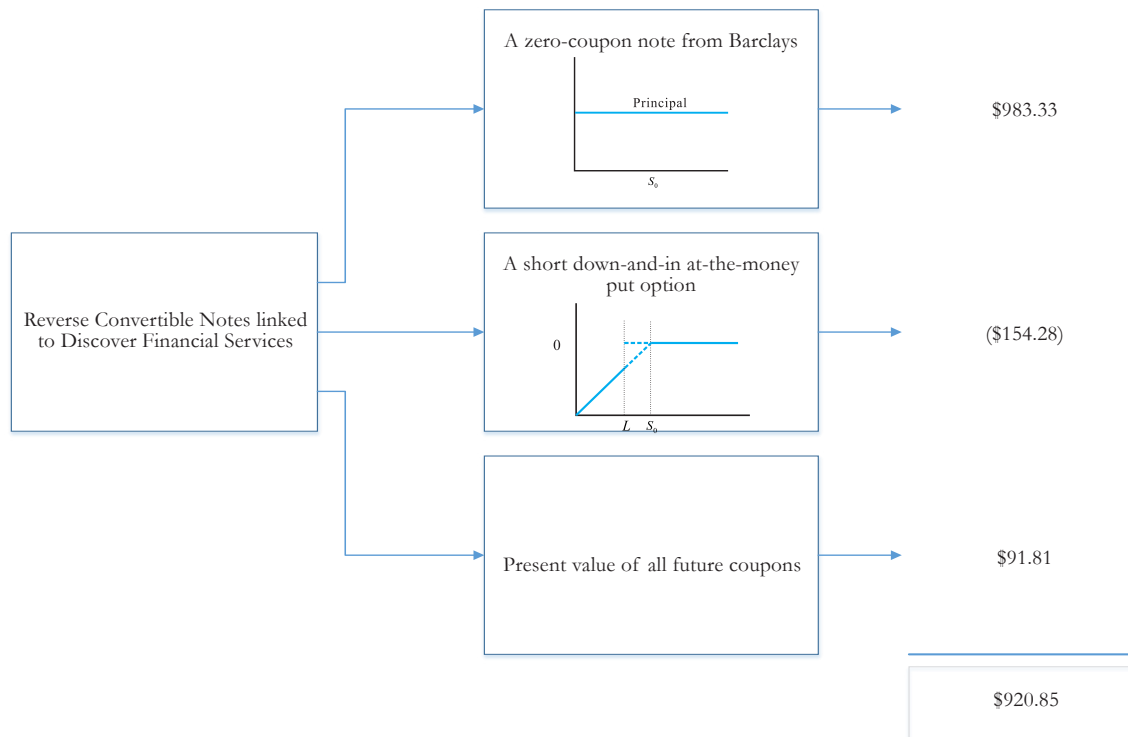 A zero-coupon note from Barclays
Principal
S₀
$983.33
Reverse Convertible Notes linked
to Discover Financial Services
A short down-and-in at-the-money
put option
0
L S₀
($154.28)
Present value of all future coupons
$91.81
$920.85